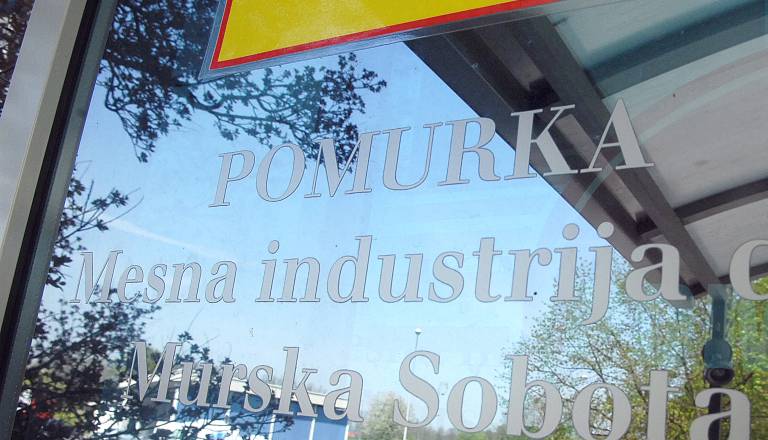 POMURKA
Mesna industrija d
Murska Sobota